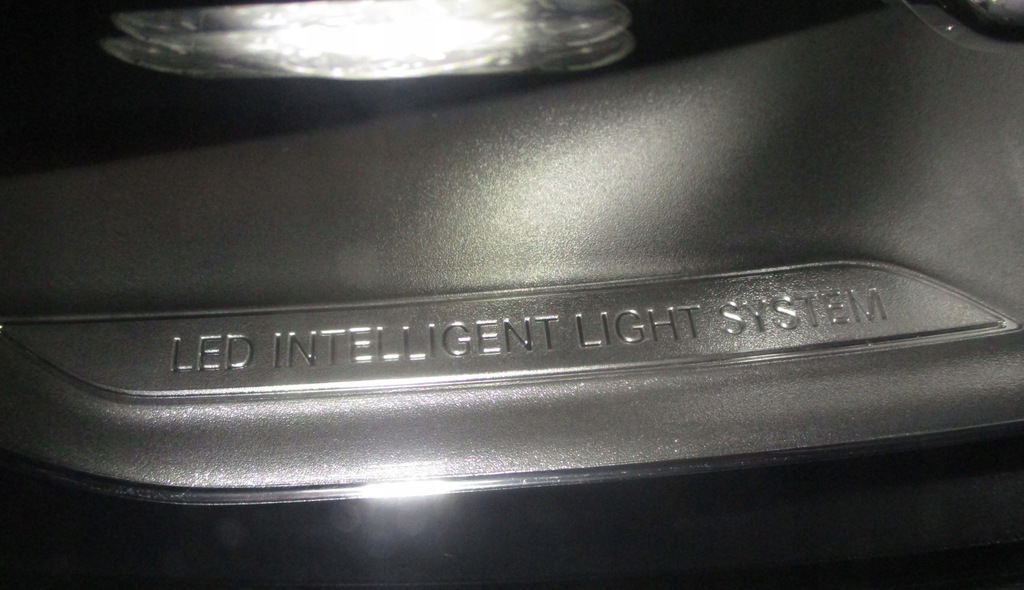 LED INTELLIGENT LIGHT SYSTEM